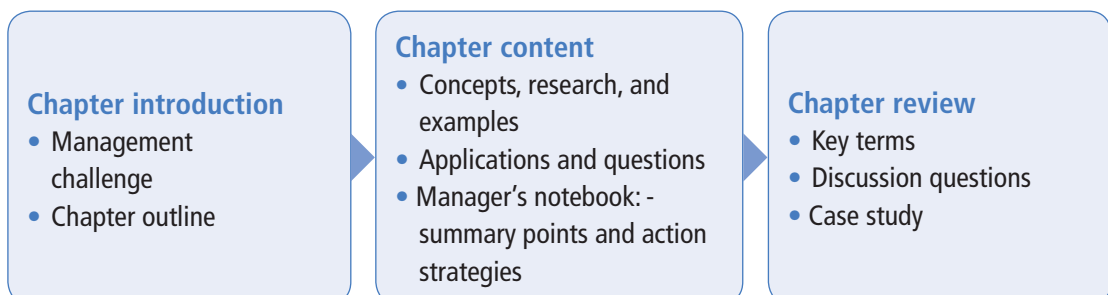 Chapter introduction
• Management
challenge
• Chapter outline
Chapter content
• Concepts, research, and
examples
• Applications and questions
• Manager’s notebook: -
summary points and action
strategies
Chapter review
• Key terms
• Discussion questions
• Case study